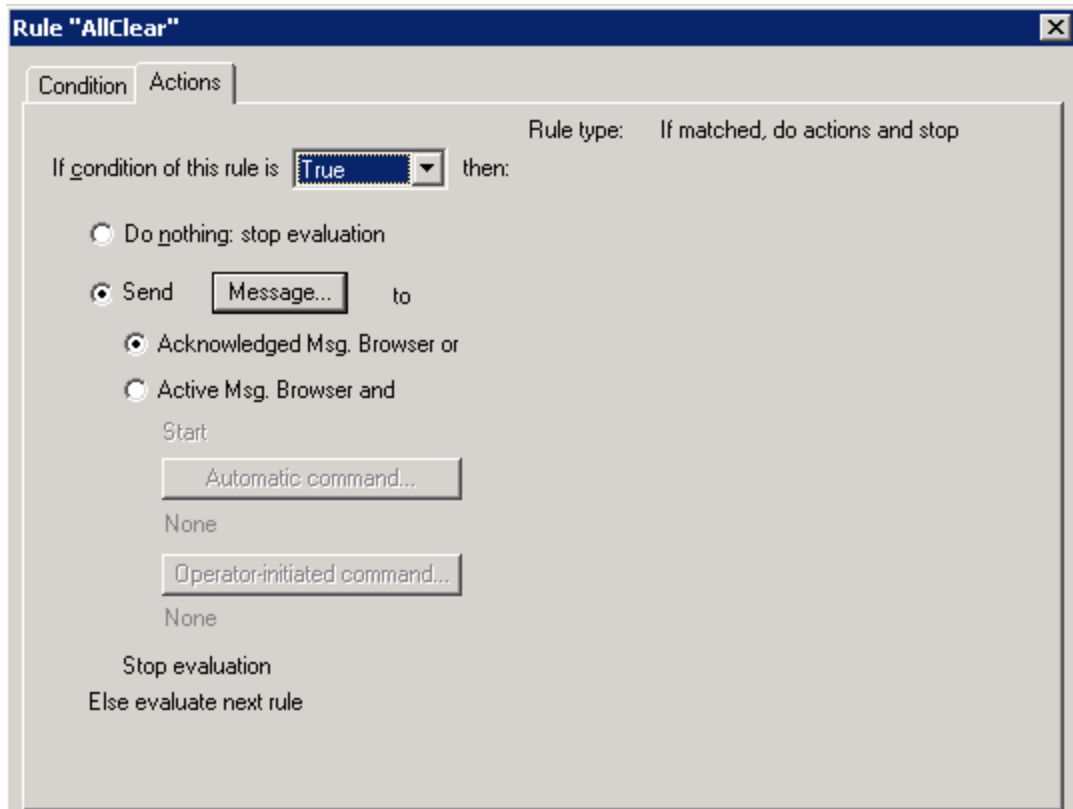 Rule "AllClear"
Condition
Actions
Rule type: If matched, do actions and stop
If condition of this rule is True then:
Do nothing: stop evaluation
Send Message... to
Acknowledged Msg. Browser or
Active Msg. Browser and
Start
Automatic command...
None
Operator-initiated command...
None
Stop evaluation
Else evaluate next rule